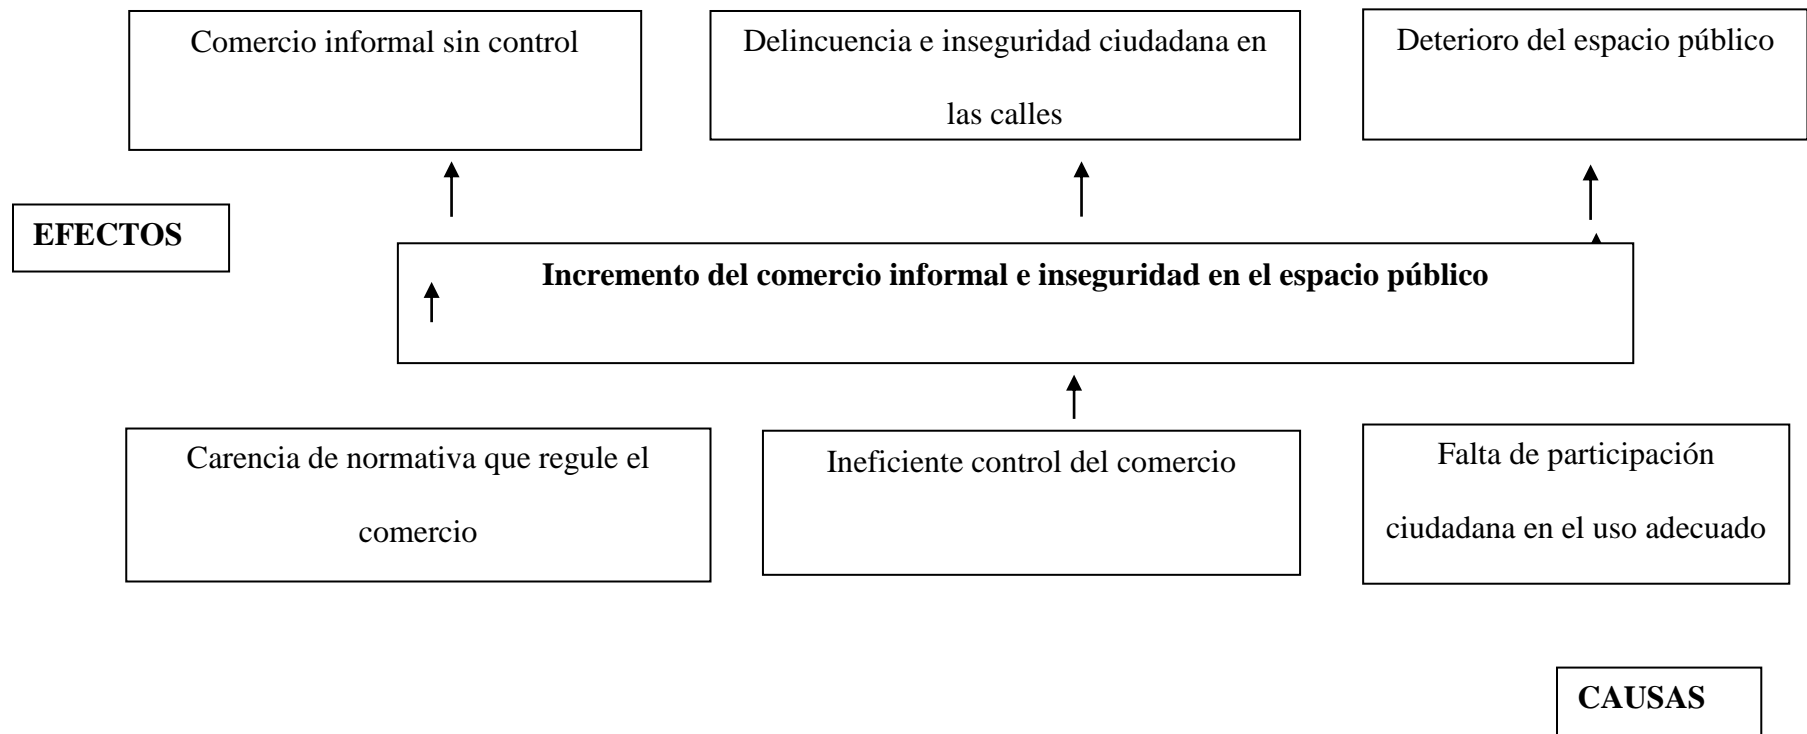 Comercio informal sin control
Delincuencia e inseguridad ciudadana en
las calles
Deterioro del espacio público
EFECTOS
Incremento del comercio informal e inseguridad en el espacio público
Carencia de normativa que regule el
comercio
Ineficiente control del comercio
Falta de participación
ciudadana en el uso adecuado
CAUSAS